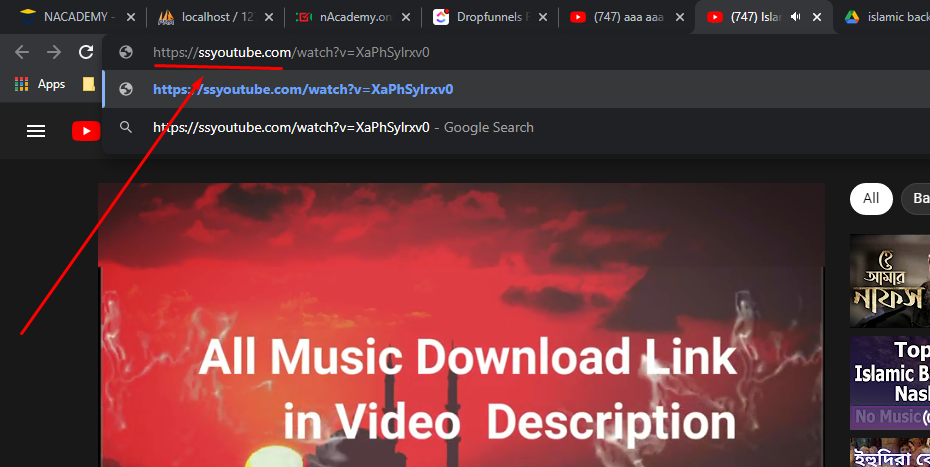 NACADEMY -
localhost / 12
nAcademy.on
Dropfunnels F
(747) aaa aaa
(747) Isla
islamic back
https://ssyoutube.com/watch?v=XaPhSylrxv0
Apps
https://ssyoutube.com/watch?v=XaPhSylrxv0
https://ssyoutube.com/watch?v=XaPhSylrxv0 - Google Search
All
Ba
All Music Download Link
in Video Description
হে
আমার
নাফস
Top
Islamic B
Nash
No Music (
ইহুদিরা কে